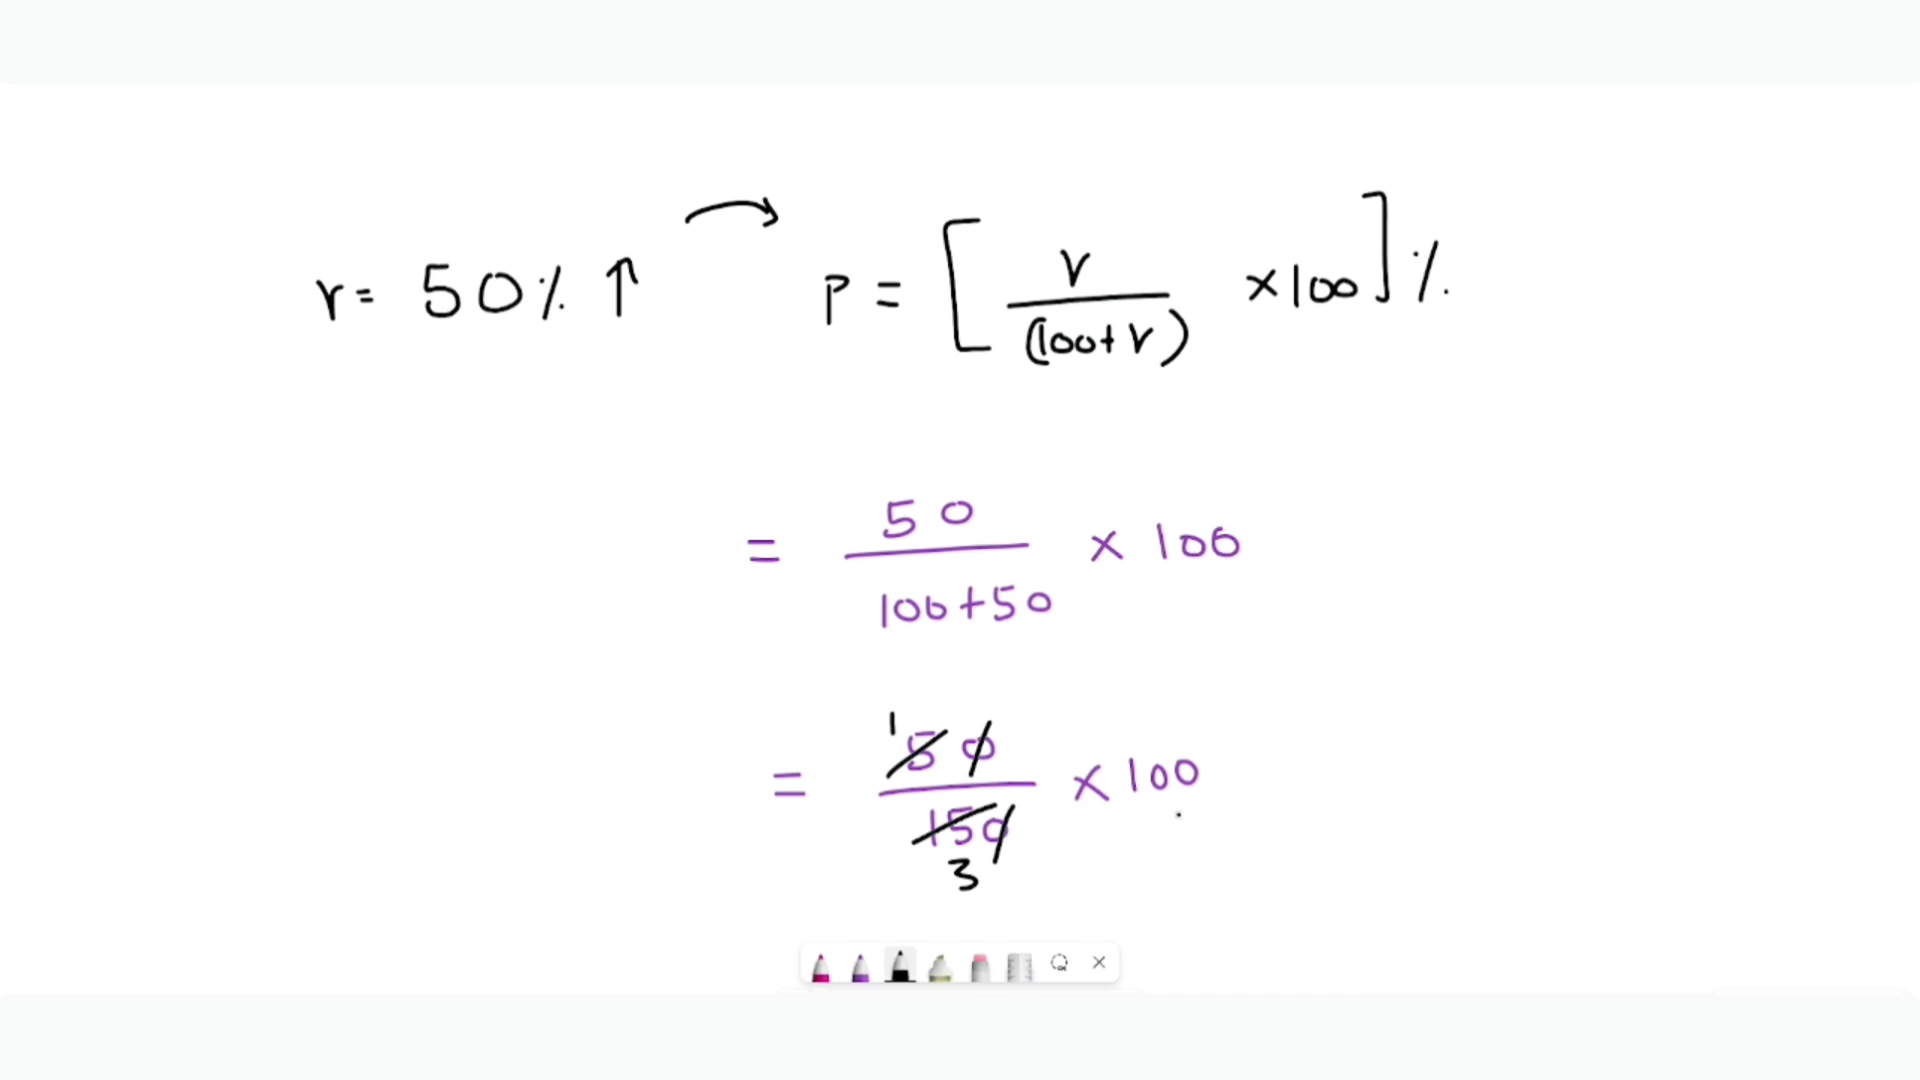 r = 50% ↑ → P = [ r / (100+r) ×100 ] %.
= 50 / 100+50 × 100
= 50 / 150 × 100
1
3